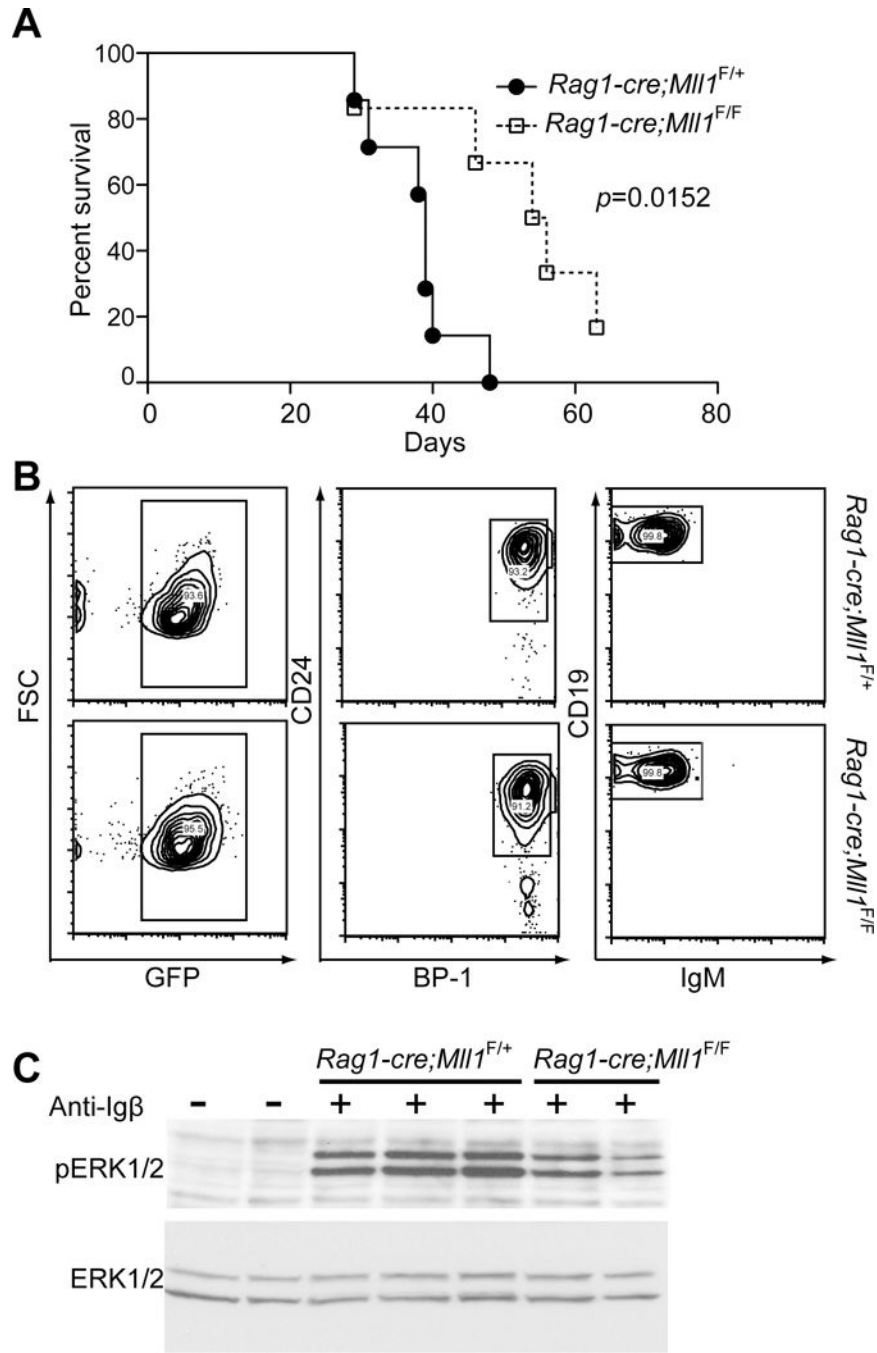 A
100
80
60
40
20
0
Percent survival
0 20 40 60 80
Days
Rag1-cre;Mll1F/+
Rag1-cre;Mll1F/F
p=0.0152
B
FSC
CD24
CD19
93.6
93.2
99.8
Rag1-cre;Mll1F/+
95.5
91.2
99.8
Rag1-cre;Mll1F/F
GFP
BP-1
IgM
C
Rag1-cre;Mll1F/+ Rag1-cre;Mll1F/F
Anti-Igβ - - + + + + +
pERK1/2
ERK1/2